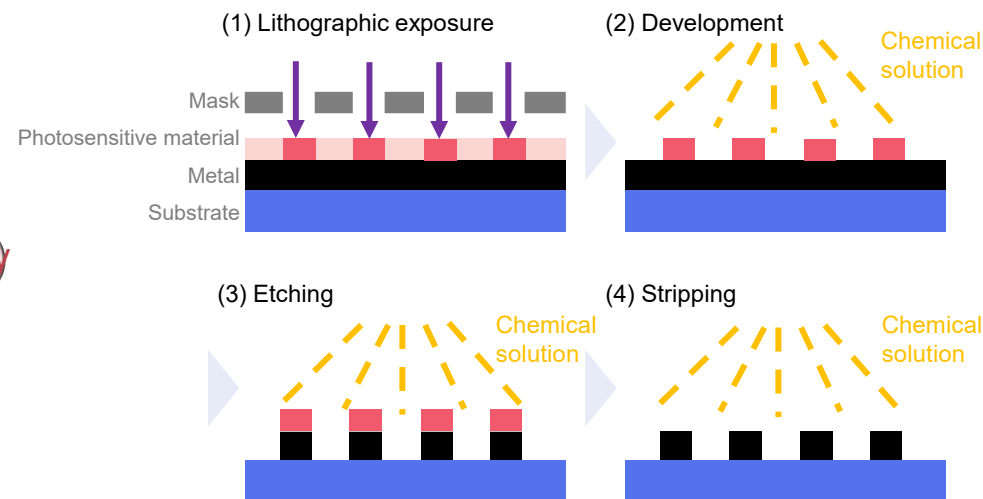 (1) Lithographic exposure
(2) Development
Chemical
solution
Mask
Photosensitive material
Metal
Substrate
(3) Etching
Chemical
solution
(4) Stripping
Chemical
solution